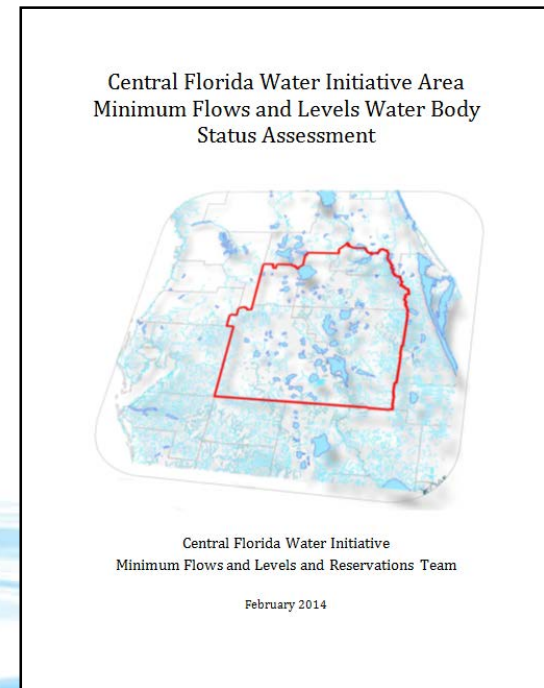 Central Florida Water Initiative Area
Minimum Flows and Levels Water Body
Status Assessment
Central Florida Water Initiative
Minimum Flows and Levels and Reservations Team
February 2014